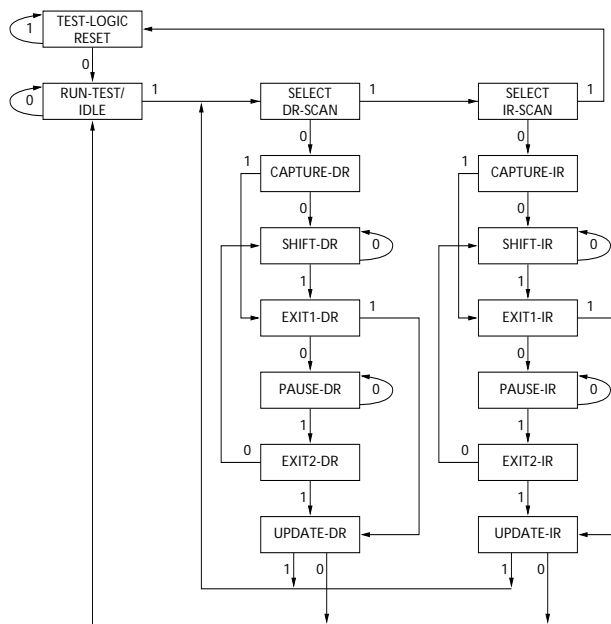 TEST-LOGIC
RESET
1
0
RUN-TEST/
IDLE
0
1
SELECT
DR-SCAN
1
SELECT
IR-SCAN
1
0
0
1
CAPTURE-DR
1
CAPTURE-IR
0
0
SHIFT-DR
0
SHIFT-IR
0
1
1
EXIT1-DR
1
EXIT1-IR
1
0
0
PAUSE-DR
0
PAUSE-IR
0
1
1
0
EXIT2-DR
0
EXIT2-IR
1
1
UPDATE-DR
UPDATE-IR
1
0
1
0